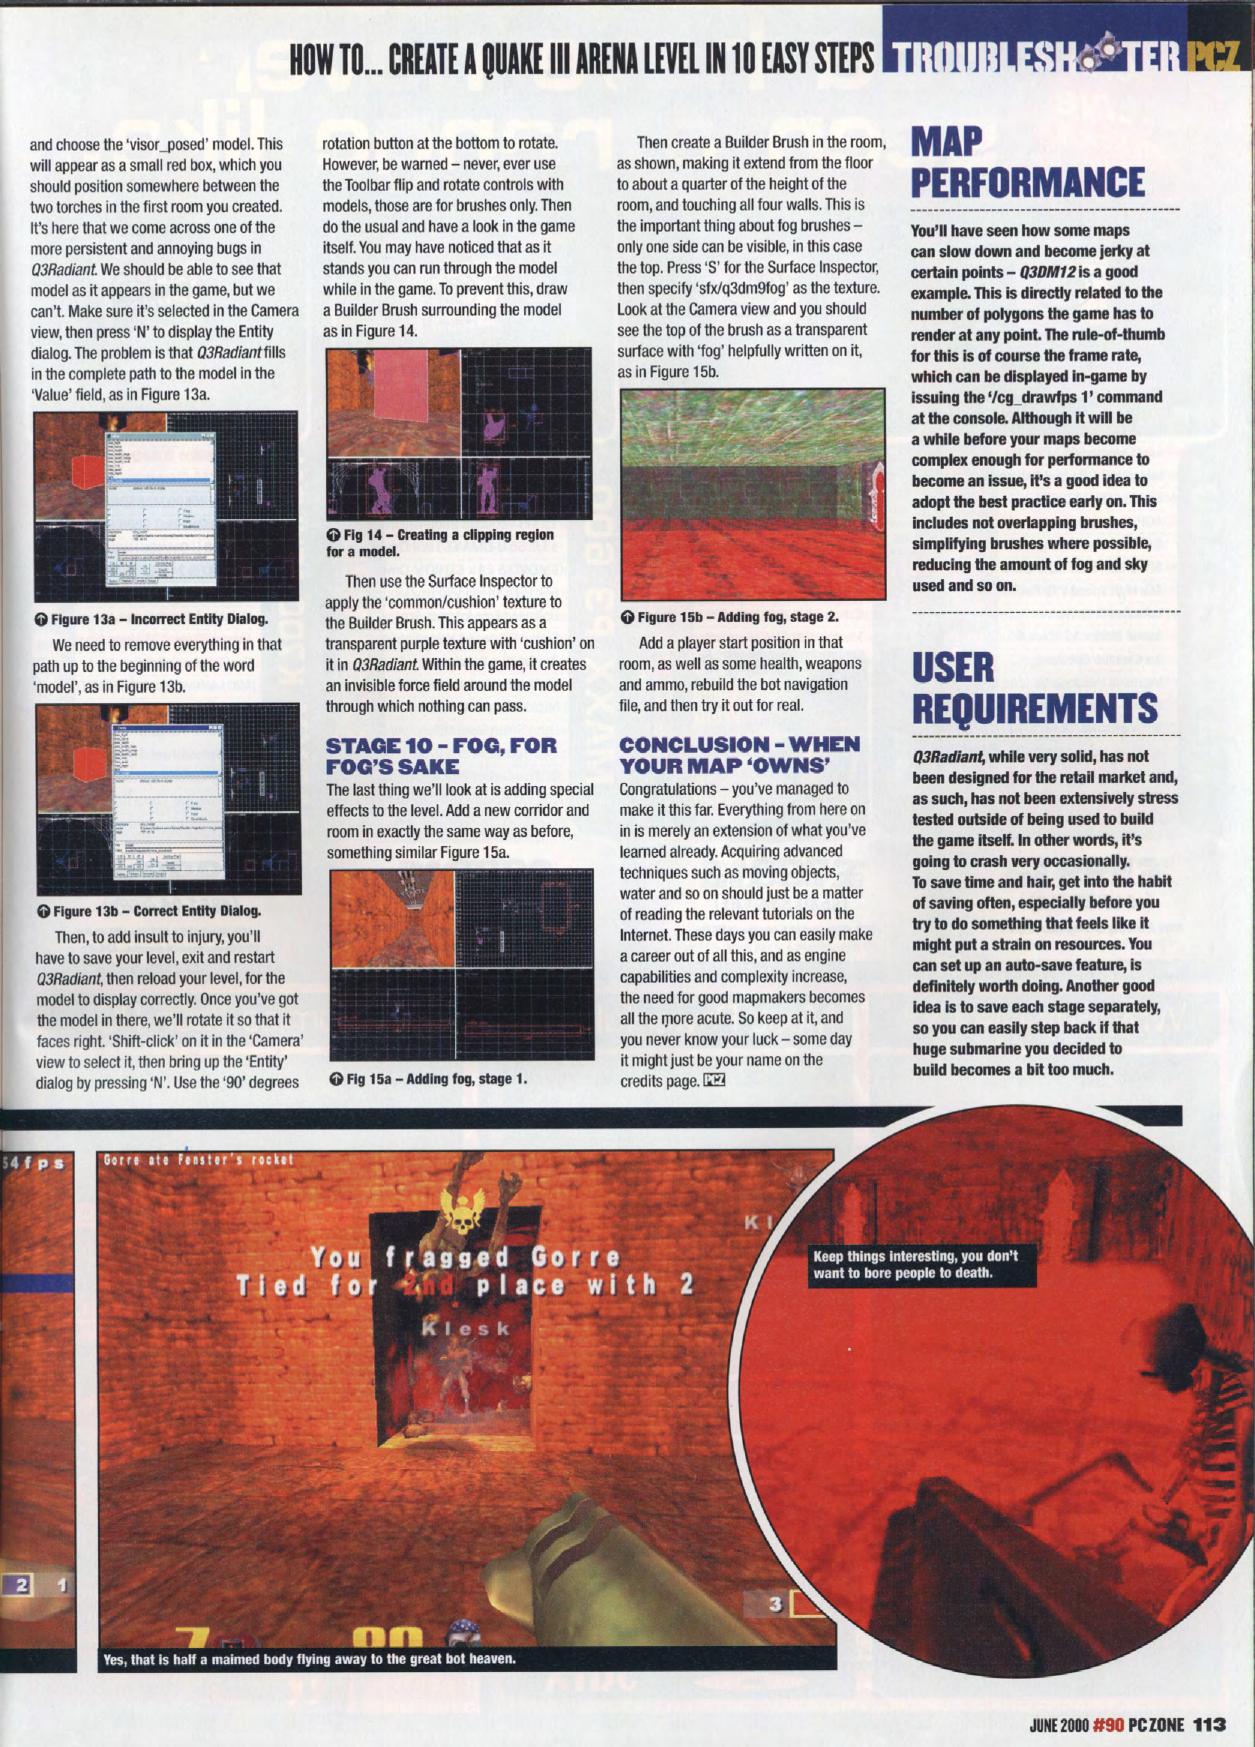 HOW TO... CREATE A QUAKE III ARENA LEVEL IN 10 EASY STEPS
TROUBLESHOOTER PCZ
and choose the ‘visor_posed’ model. This
will appear as a small red box, which you
should position somewhere between the
two torches in the first room you created.
It’s here that we come across one of the
more persistent and annoying bugs in
Q3Radiant. We should be able to see that
model as it appears in the game, but we
can’t. Make sure it’s selected in the Camera
view, then press ‘N’ to display the Entity
dialog. The problem is that Q3Radiant fills
in the complete path to the model in the
‘Value’ field, as in Figure 13a.
Figure 13a – Incorrect Entity Dialog.
We need to remove everything in that
path up to the beginning of the word
‘model’, as in Figure 13b.
Figure 13b – Correct Entity Dialog.
Then, to add insult to injury, you’ll
have to save your level, exit and restart
Q3Radiant, then reload your level, for the
model to display correctly. Once you’ve got
the model in there, we’ll rotate it so that it
faces right. ‘Shift-click’ on it in the ‘Camera’
view to select it, then bring up the ‘Entity’
dialog by pressing ‘N’. Use the ‘90’ degrees
rotation button at the bottom to rotate.
However, be warned – never, ever use
the Toolbar flip and rotate controls with
models, those are for brushes only. Then
do the usual and have a look in the game
itself. You may have noticed that as it
stands you can run through the model
while in the game. To prevent this, draw
a Builder Brush surrounding the model
as in Figure 14.
Fig 14 – Creating a clipping region
for a model.
Then use the Surface Inspector to
apply the ‘common/cushion’ texture to
the Builder Brush. This appears as a
transparent purple texture with ‘cushion’ on
it in Q3Radiant. Within the game, it creates
an invisible force field around the model
through which nothing can pass.
STAGE 10 – FOG, FOR
FOG’S SAKE
The last thing we’ll look at is adding special
effects to the level. Add a new corridor and
room in exactly the same way as before,
something similar Figure 15a.
Fig 15a – Adding fog, stage 1.
Then create a Builder Brush in the room,
as shown, making it extend from the floor
to about a quarter of the height of the
room, and touching all four walls. This is
the important thing about fog brushes –
only one side can be visible, in this case
the top. Press ‘S’ for the Surface Inspector,
then specify ‘sfx/q3dm9fog’ as the texture.
Look at the Camera view and you should
see the top of the brush as a transparent
surface with ‘fog’ helpfully written on it,
as in Figure 15b.
Figure 15b – Adding fog, stage 2.
Add a player start position in that
room, as well as some health, weapons
and ammo, rebuild the bot navigation
file, and then try it out for real.
CONCLUSION – WHEN
YOUR MAP ‘OWNS’
Congratulations – you’ve managed to
make it this far. Everything from here on
in is merely an extension of what you’ve
learned already. Acquiring advanced
techniques such as moving objects,
water and so on should just be a matter
of reading the relevant tutorials on the
Internet. These days you can easily make
a career out of all this, and as engine
capabilities and complexity increase,
the need for good mapmakers becomes
all the more acute. So keep at it, and
you never know your luck – some day
it might just be your name on the
credits page. PCZ
MAP
PERFORMANCE
You’ll have seen how some maps
can slow down and become jerky at
certain points – Q3DM12 is a good
example. This is directly related to the
number of polygons the game has to
render at any point. The rule-of-thumb
for this is of course the frame rate,
which can be displayed in-game by
issuing the ‘/cg_drawfps 1’ command
at the console. Although it will be
a while before your maps become
complex enough for performance to
become an issue, it’s a good idea to
adopt the best practice early on. This
includes not overlapping brushes,
simplifying brushes where possible,
reducing the amount of fog and sky
used and so on.
USER
REQUIREMENTS
Q3Radiant, while very solid, has not
been designed for the retail market and,
as such, has not been extensively stress
tested outside of being used to build
the game itself. In other words, it’s
going to crash very occasionally.
To save time and hair, get into the habit
of saving often, especially before you
try to do something that feels like it
might put a strain on resources. You
can set up an auto-save feature, is
definitely worth doing. Another good
idea is to save each stage separately,
so you can easily step back if that
huge submarine you decided to
build becomes a bit too much.
54fps
2 1
Gorre ate Fenster's rocket
Kl
You fragged Gorre
Tied for 2nd place with 2
Klesk
3
Yes, that is half a maimed body flying away to the great bot heaven.
Keep things interesting, you don’t
want to bore people to death.
JUNE 2000 #90 PC ZONE 113